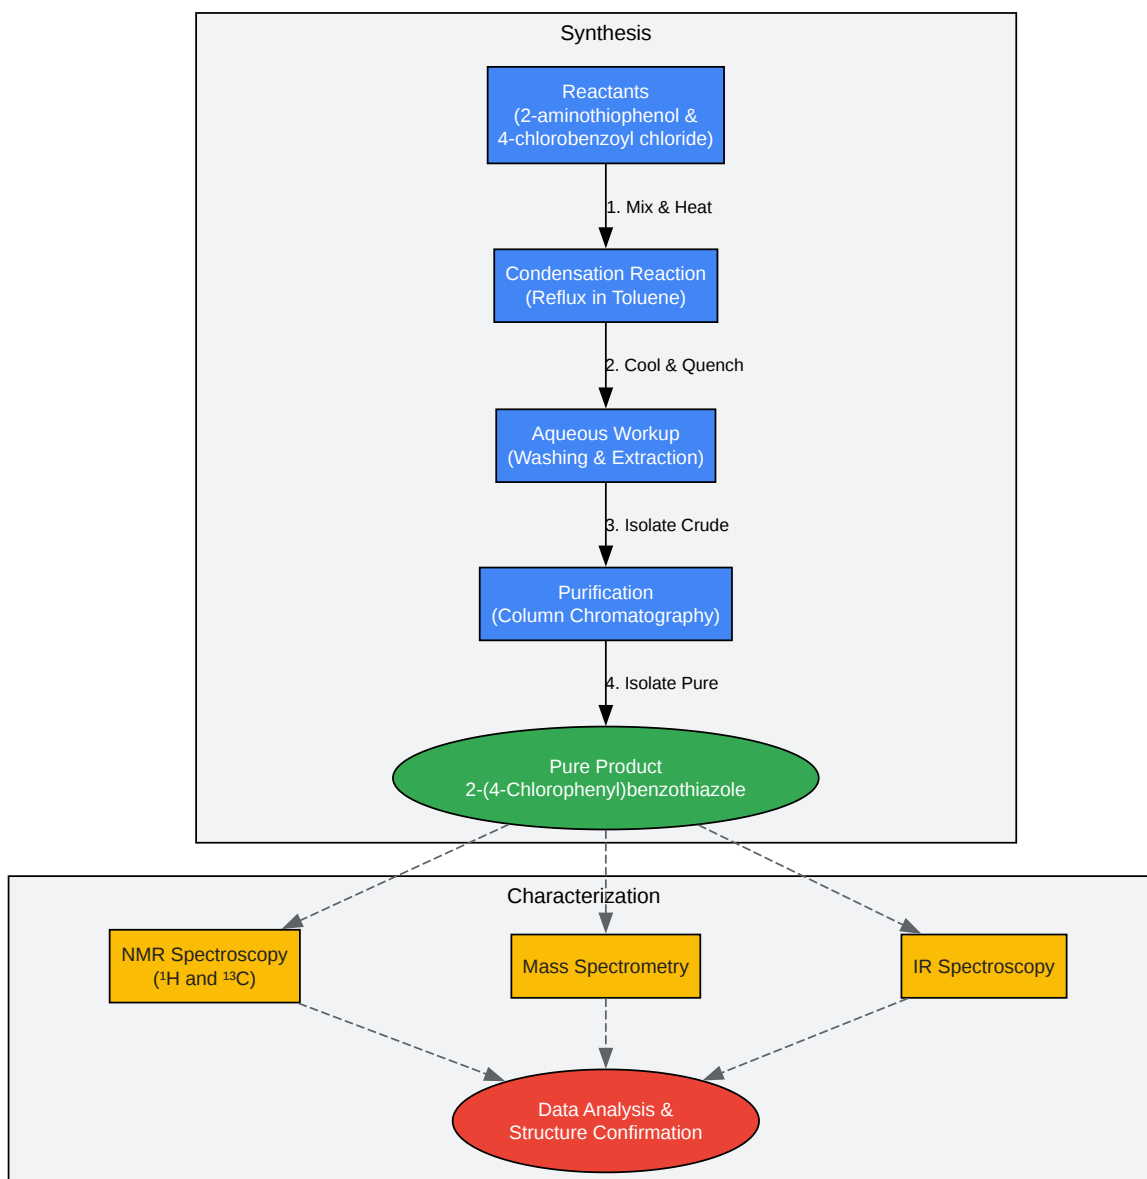 Synthesis
Reactants
(2-aminothiophenol &
4-chlorobenzoyl chloride)
1. Mix & Heat
Condensation Reaction
(Reflux in Toluene)
2. Cool & Quench
Aqueous Workup
(Washing & Extraction)
3. Isolate Crude
Purification
(Column Chromatography)
4. Isolate Pure
Pure Product
2-(4-Chlorophenyl)benzothiazole
Characterization
NMR Spectroscopy
(¹H and ¹³C)
Mass Spectrometry
IR Spectroscopy
Data Analysis &
Structure Confirmation